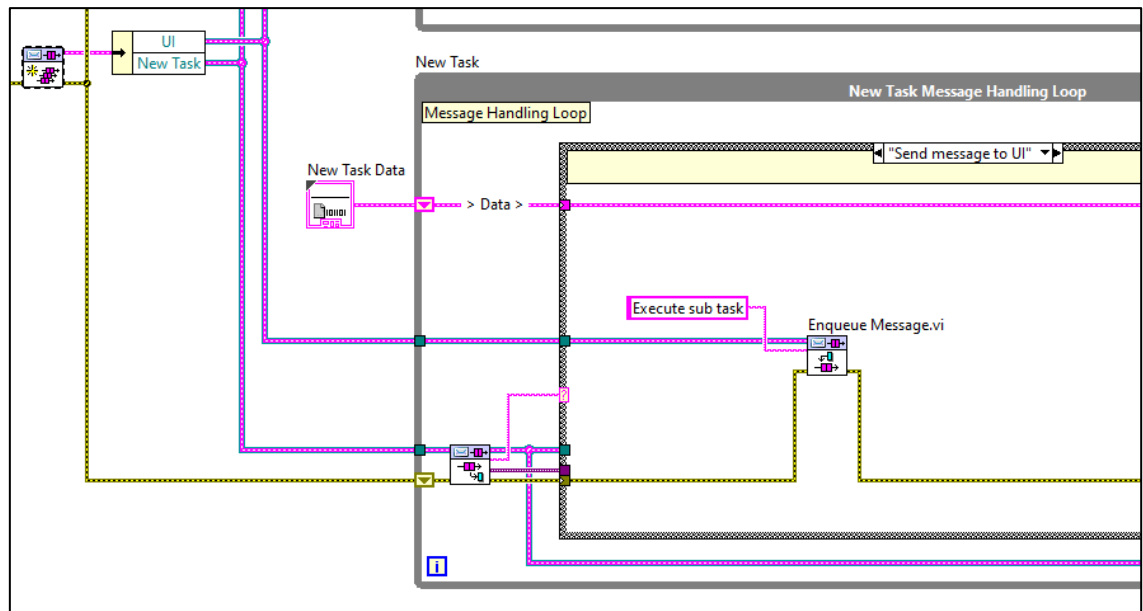 UI
New Task
New Task
New Task Message Handling Loop
Message Handling Loop
"Send message to UI"
New Task Data
> Data >
Execute sub task
Enqueue Message.vi
?
i